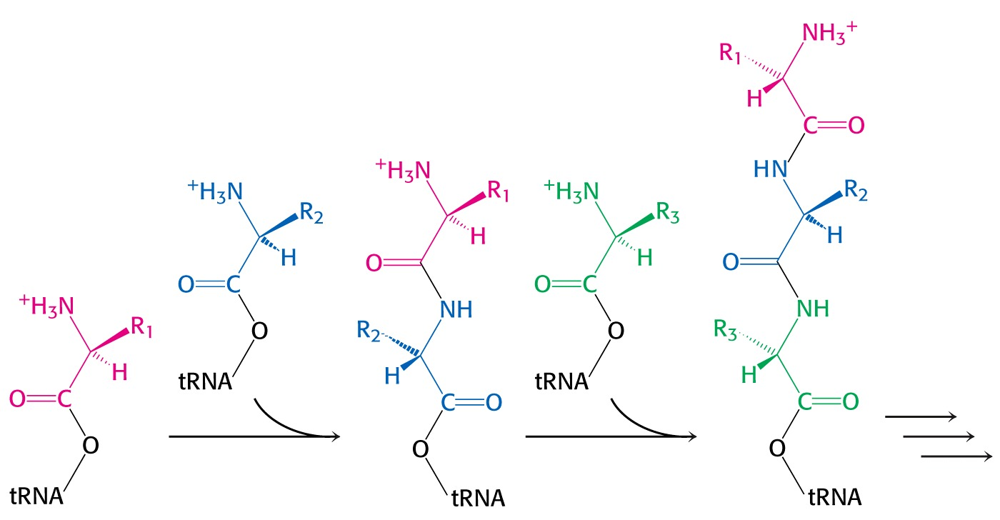 ⁺H₃N
R₁
H
O
C
O
tRNA
⁺H₃N
R₂
H
O
C
O
tRNA
⁺H₃N
R₁
H
O
NH
R₂
H
C
O
O
tRNA
⁺H₃N
R₃
H
O
C
O
tRNA
NH₃⁺
R₁
H
C
O
HN
R₂
H
O
NH
R₃
H
C
O
O
tRNA